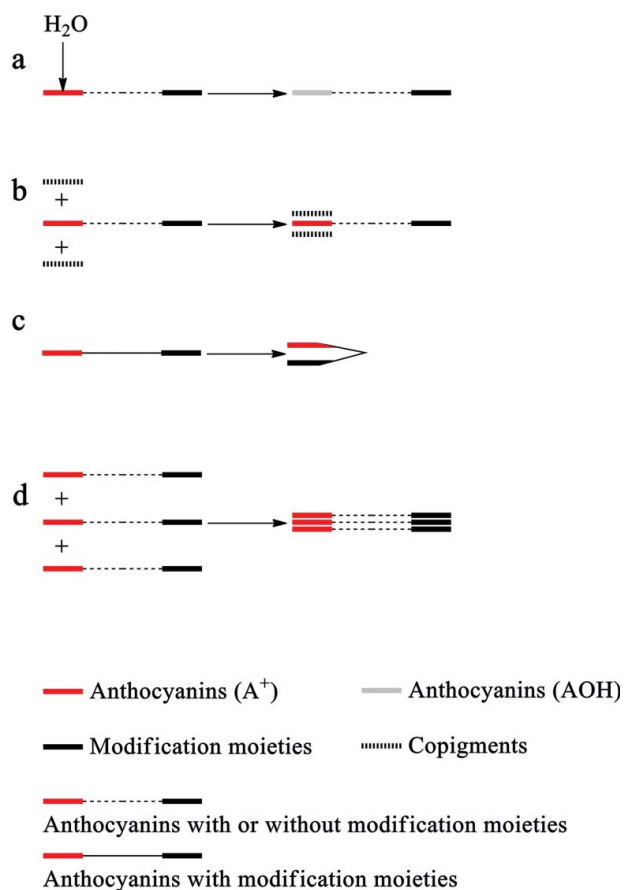 H₂O
a
b
+
+
c
d
+
+
Anthocyanins (A⁺)
Anthocyanins (AOH)
Modification moieties
Copigments
Anthocyanins with or without modification moieties
Anthocyanins with modification moieties